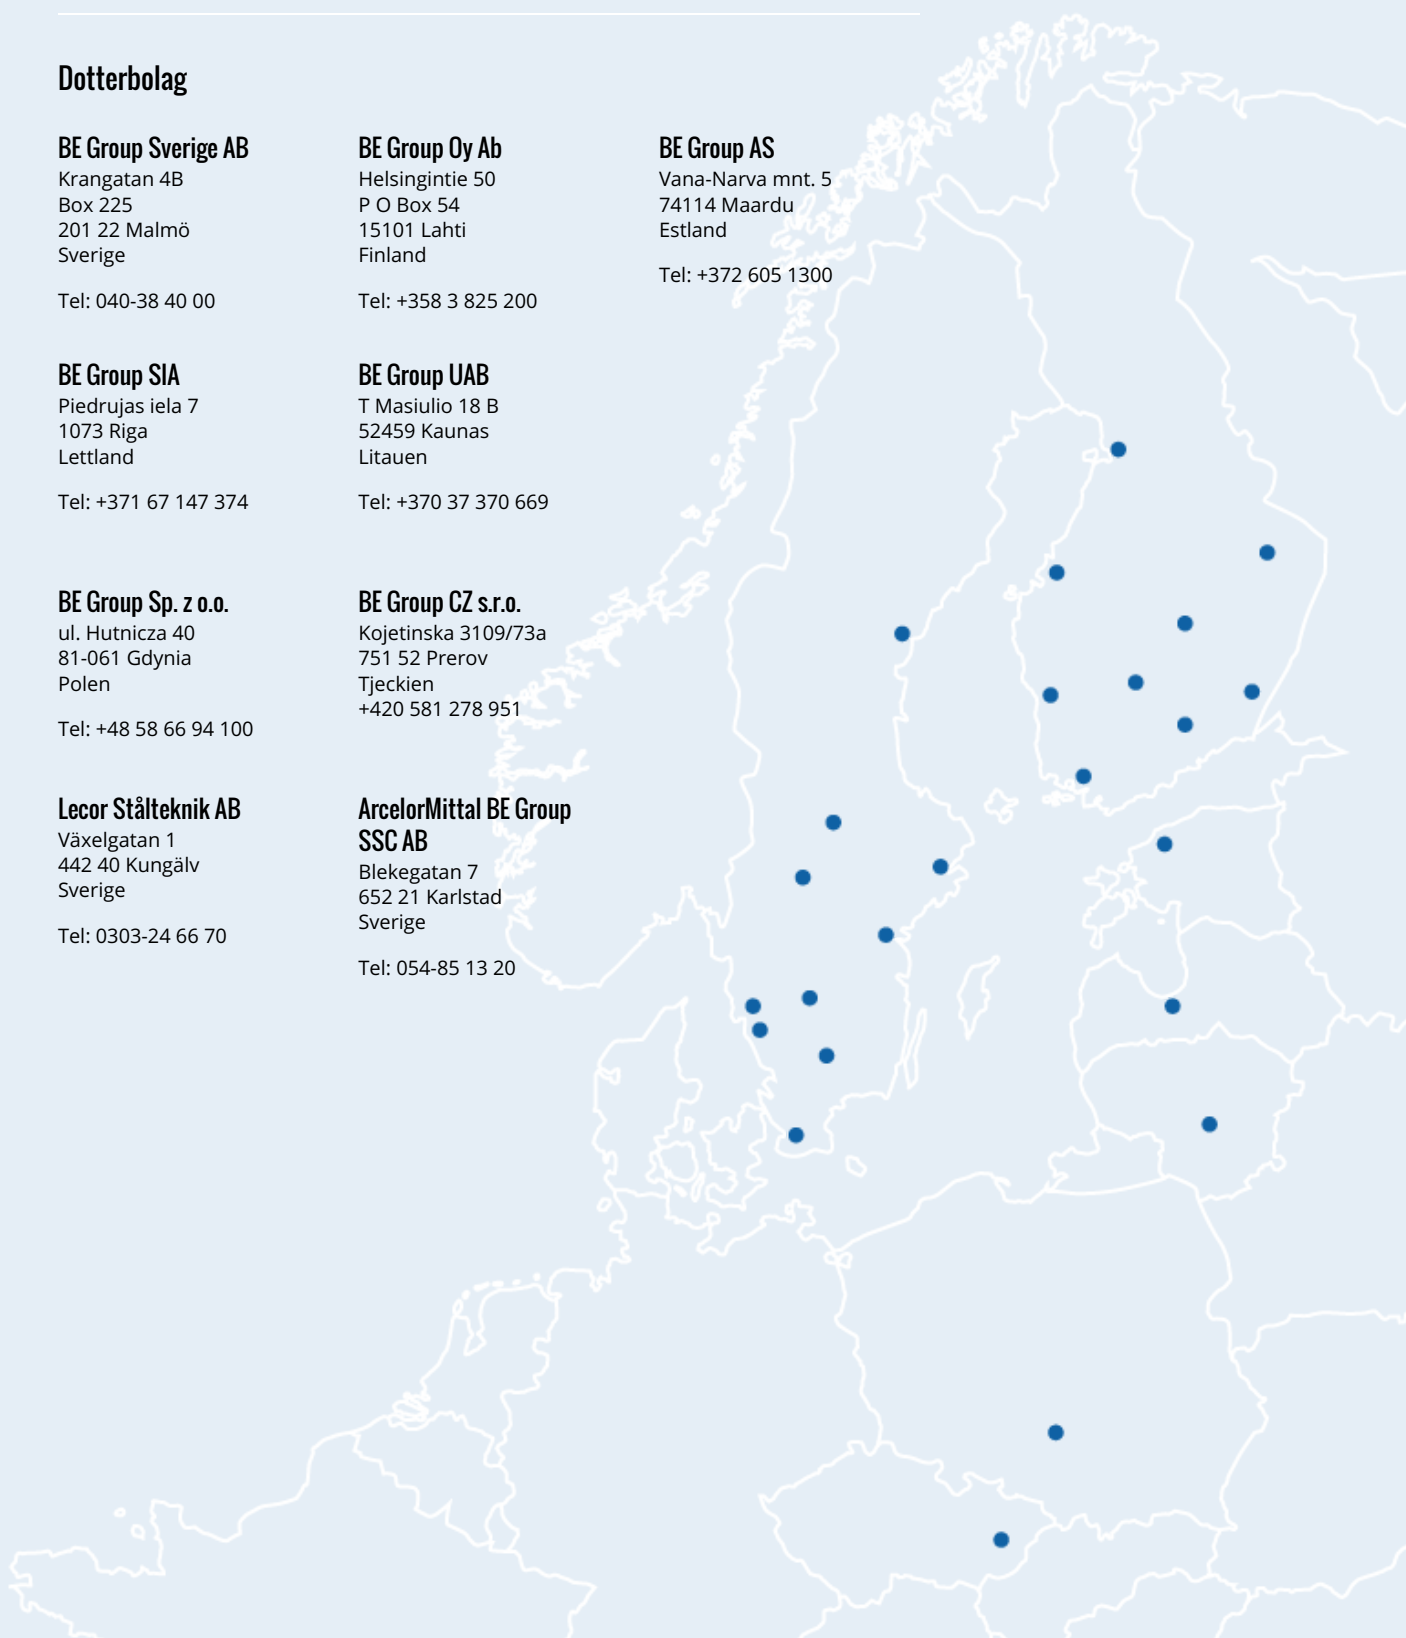 Dotterbolag
BE Group Sverige AB
Krangatan 4B
Box 225
201 22 Malmö
Sverige
Tel: 040-38 40 00
BE Group Oy Ab
Helsingintie 50
P O Box 54
15101 Lahti
Finland
Tel: +358 3 825 200
BE Group AS
Vana-Narva mnt. 5
74114 Maardu
Estland
Tel: +372 605 1300
BE Group SIA
Piedrujas iela 7
1073 Riga
Lettland
Tel: +371 67 147 374
BE Group UAB
T Masiulio 18 B
52459 Kaunas
Litauen
Tel: +370 37 370 669
BE Group Sp. z o.o.
ul. Hutnicza 40
81-061 Gdynia
Polen
Tel: +48 58 66 94 100
BE Group CZ s.r.o.
Kojetinska 3109/73a
751 52 Prerov
Tjeckien
+420 581 278 951
Lecor Stålteknik AB
Växelgatan 1
442 40 Kungälv
Sverige
Tel: 0303-24 66 70
ArcelorMittal BE Group
SSC AB
Blekegatan 7
652 21 Karlstad
Sverige
Tel: 054-85 13 20